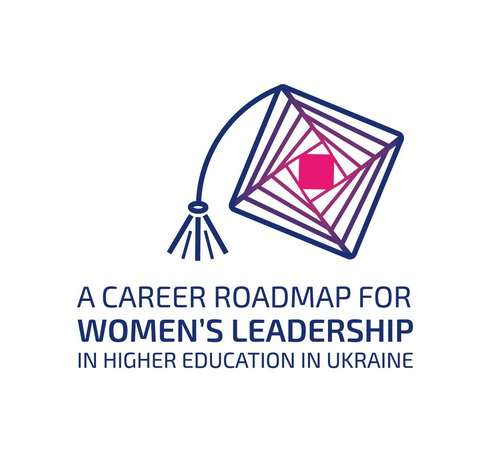 A CAREER ROADMAP FOR
WOMEN'S LEADERSHIP
IN HIGHER EDUCATION IN UKRAINE